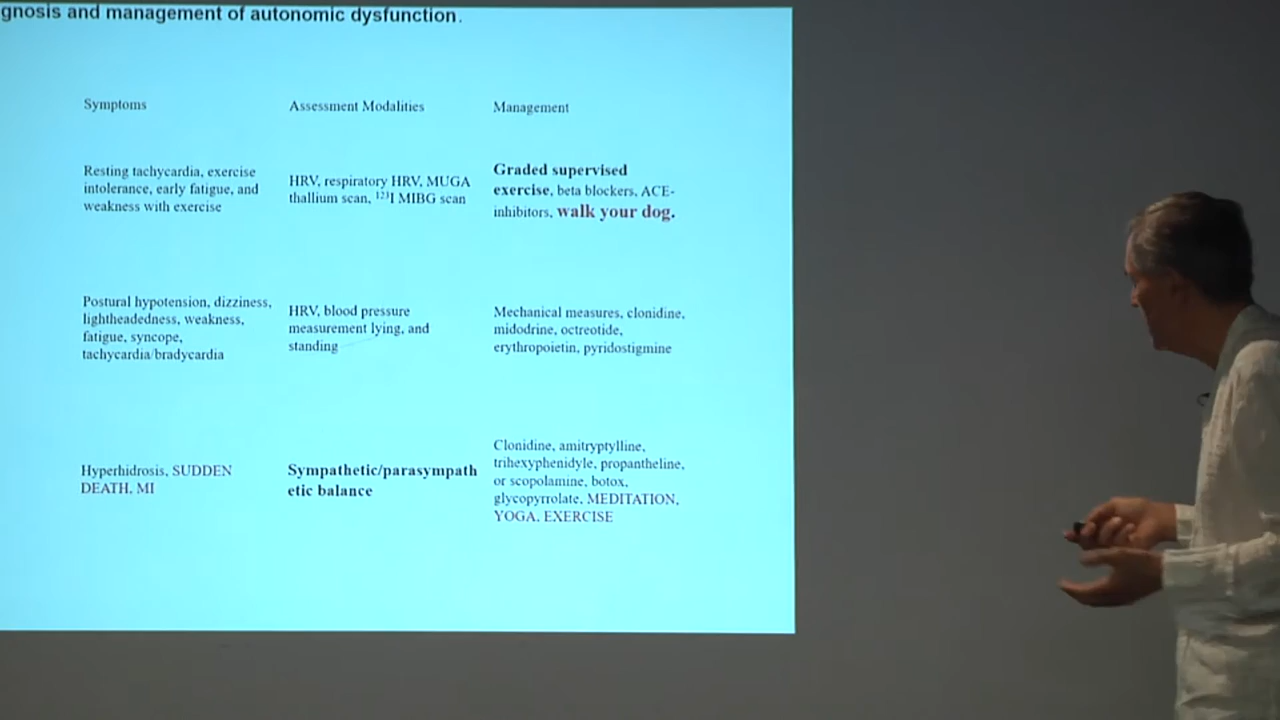 gnosis and management of autonomic dysfunction.
Symptoms
Assessment Modalities
Management
Resting tachycardia, exercise
intolerance, early fatigue, and
weakness with exercise
HRV, respiratory HRV, MUGA
thallium scan, ¹²³I MIBG scan
Graded supervised
exercise, beta blockers, ACE-
inhibitors, walk your dog.
Postural hypotension, dizziness,
lightheadedness, weakness,
fatigue, syncope,
tachycardia/bradycardia
HRV, blood pressure
measurement lying, and
standing
Mechanical measures, clonidine,
midodrine, octreotide,
erythropoietin, pyridostigmine
Hyperhidrosis, SUDDEN
DEATH, MI
Sympathetic/parasympath
etic balance
Clonidine, amitryptylline,
trihexyphenidyle, propantheline,
or scopolamine, botox,
glycopyrrolate, MEDITATION,
YOGA, EXERCISE